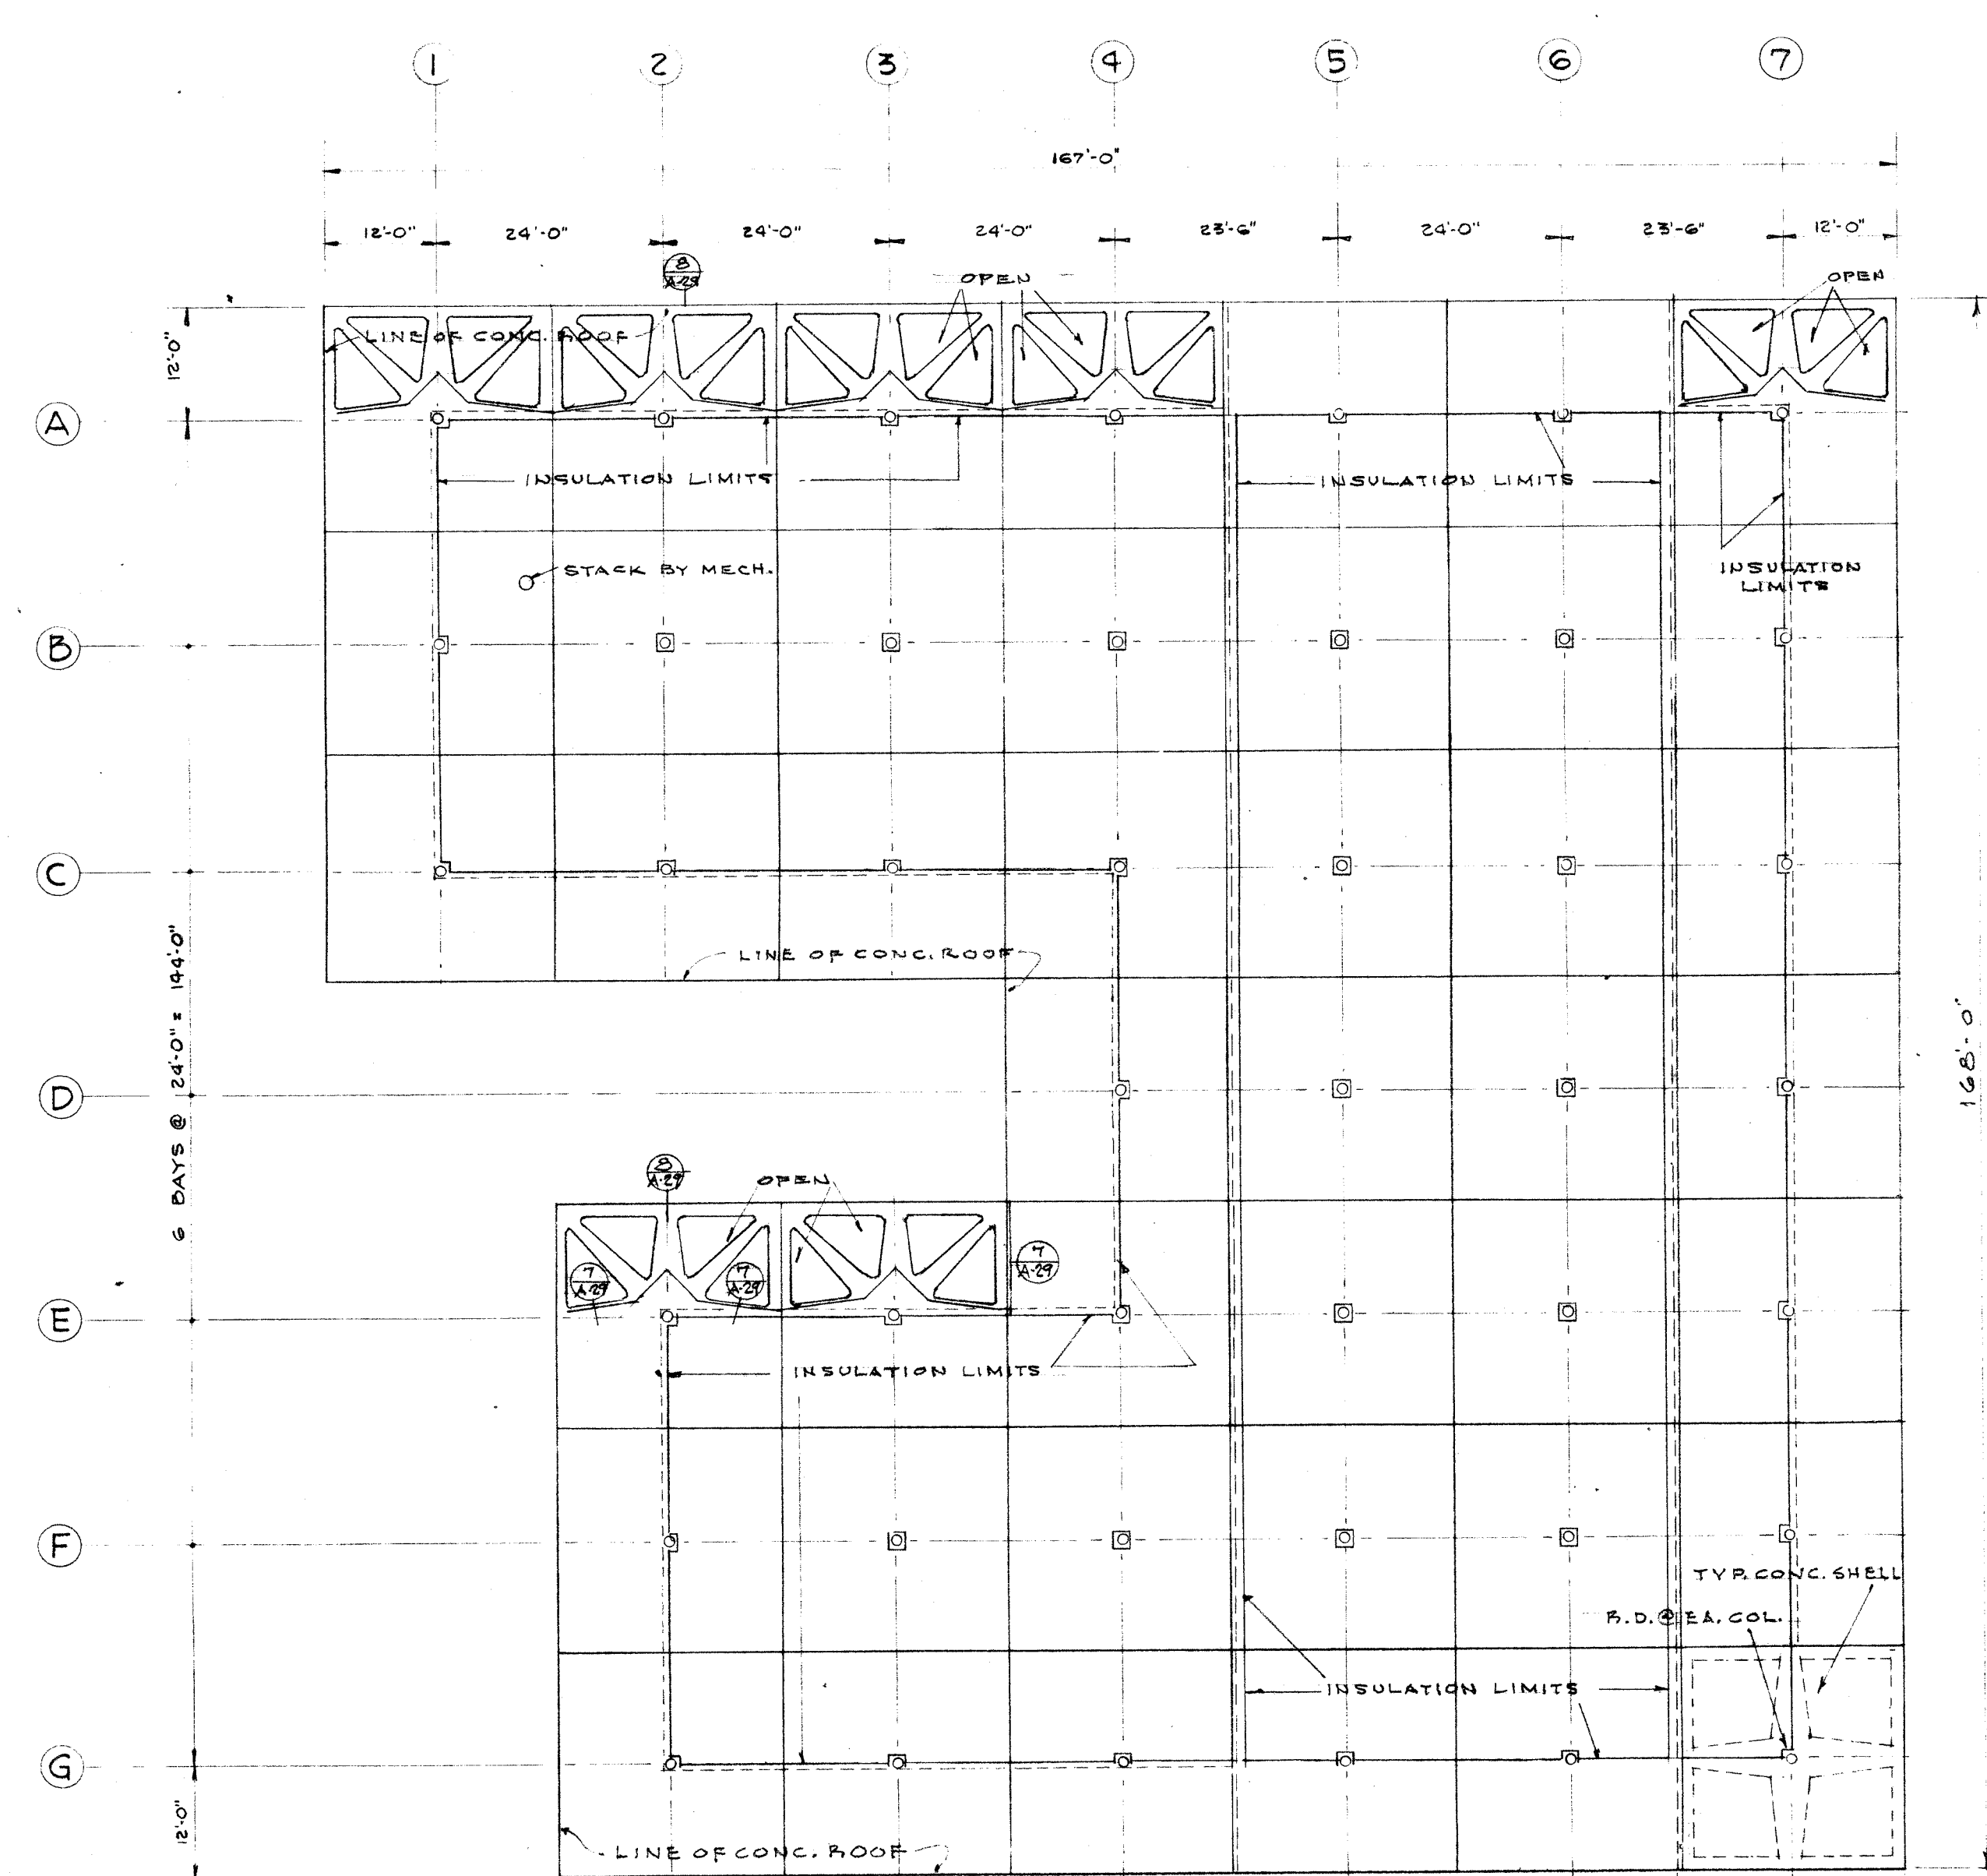 1 2 3 4 5 6 7
167'-0"
12'-0" 24'-0" 24'-0" 24'-0" 23'-6" 24'-0" 23'-6" 12'-0"
8
A-29
OPEN
OPEN
LINE OF CONC. ROOF
12'-0"
A
INSULATION LIMITS
INSULATION LIMITS
INSULATION
LIMITS
STACK BY MECH.
B
C
LINE OF CONC. ROOF
6 BAYS @ 24'-0" = 144'-0"
168'-0"
D
8
A-29
OPEN
7
A-29
7
A-29
7
A-29
E
INSULATION LIMITS
F
TYP. CONC. SHELL
R.D. @ EA. COL.
INSULATION LIMITS
G
12'-0"
LINE OF CONC. ROOF